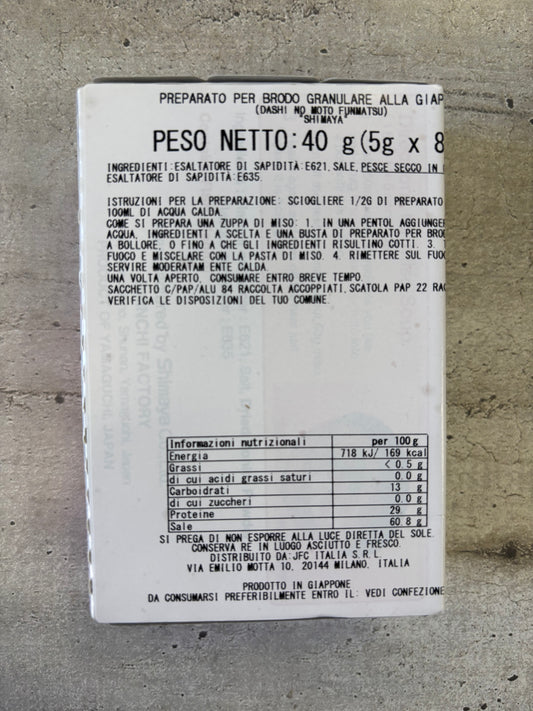 PREPARATO PER BRODO GRANULARE ALLA GIAP
(DASHI NO MOTO FUNMATSU)
"SHIMAYA"
PESO NETTO:40 g(5g x 8
INGREDIENTI:ESALTATORE DI SAPIDITÀ:E621, SALE, PESCE SECCO IN
ESALTATORE DI SAPIDITÀ:E635.
ISTRUZIONI PER LA PREPARAZIONE: SCIOGLIERE 1/2G DI PREPARATO
100ML DI ACQUA CALDA.
COME SI PREPARA UNA ZUPPA DI MISO: 1. IN UNA PENTOL AGGIUNGE
ACQUA, INGREDIENTI A SCELTA E UNA BUSTA DI PREPARATO PER BRO
A BOLLORE, O FINO A CHE GLI INGREDIENTI RISULTINO COTTI. 3.
FUOCO E MISCELARE CON LA PASTA DI MISO. 4. RIMETTERE SUL FUO
SERVIRE MODERATAM ENTE CALDA.
UNA VOLTA APERTO, CONSUMARE ENTRO BREVE TEMPO.
SACCHETTO C/PAP/ALU 84 RACCOLTA ACCOPPIATI, SCATOLA PAP 22 RAC
VERIFICA LE DISPOSIZIONI DEL TUO COMUNE.
Informazioni nutrizionali per 100g
Energia 718 kJ/ 169 kcal
Grassi < 0.5 g
di cui acidi grassi saturi 0.0 g
Carboidrati 13 g
di cui zuccheri 0.0 g
Proteine 29 g
Sale 60.8 g
SI PREGA DI NON ESPORRE ALLA LUCE DIRETTA DEL SOLE.
CONSERVA RE IN LUOGO ASCIUTTO E FRESCO.
DISTRIBUITO DA:JFC ITALIA S.R.L.
VIA EMILIO MOTTA 10, 20144 MILANO, ITALIA
PRODOTTO IN GIAPPONE
DA CONSUMARSI PREFERIBILMENTE ENTRO IL: VEDI CONFEZIONE